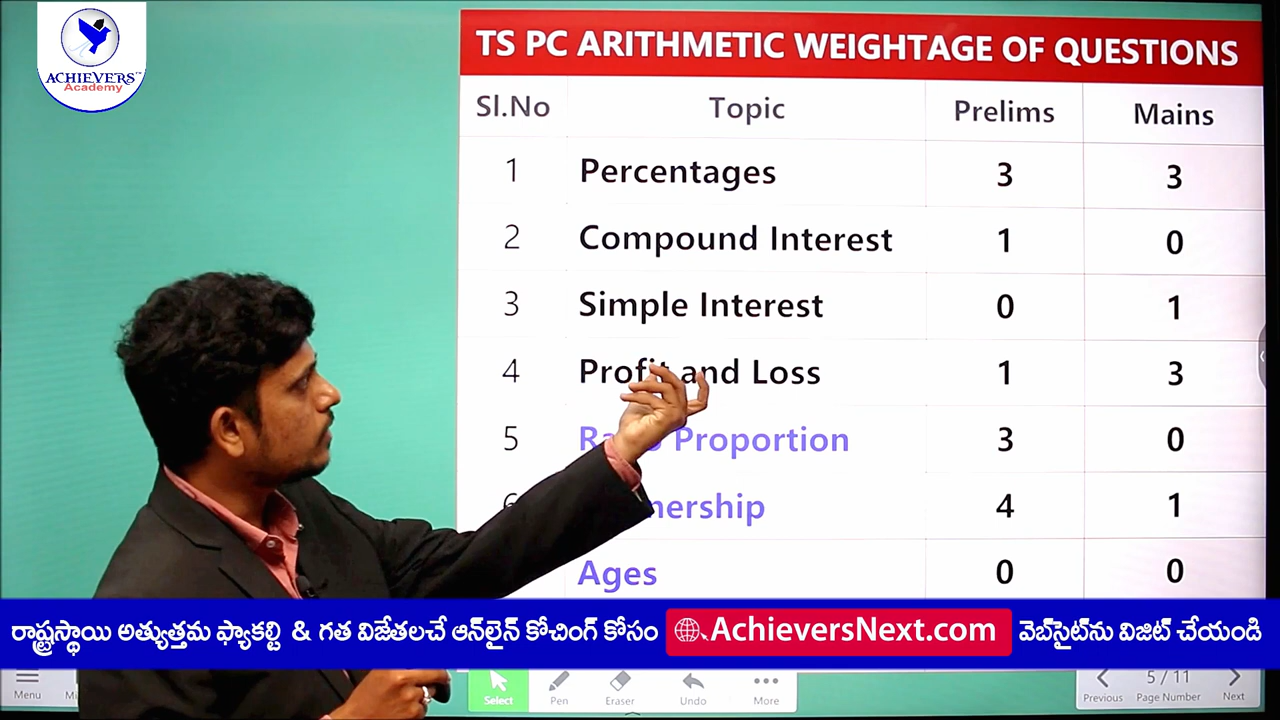 ACHIEVERS™
Academy
TS PC ARITHMETIC WEIGHTAGE OF QUESTIONS
Sl.No Topic Prelims Mains
1 Percentages 3 3
2 Compound Interest 1 0
3 Simple Interest 0 1
4 Profit and Loss 1 3
5 Proportion 3 0
4 1
Ages 0 0
రాష్ట్రస్థాయి అత్యుత్తమ ఫ్యాకల్టి & గత విజేతలచే ఆన్‌లైన్ కోచింగ్ కోసం AchieversNext.com వెబ్‌సైట్‌ను విజిట్ చేయండి
Menu Select Pen Eraser Undo More Previous 5 / 11 Page Number Next